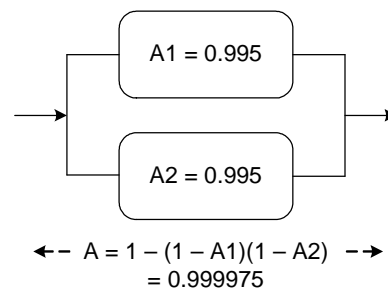 A1 = 0.995
A2 = 0.995
A = 1 – (1 – A1)(1 – A2)
= 0.999975